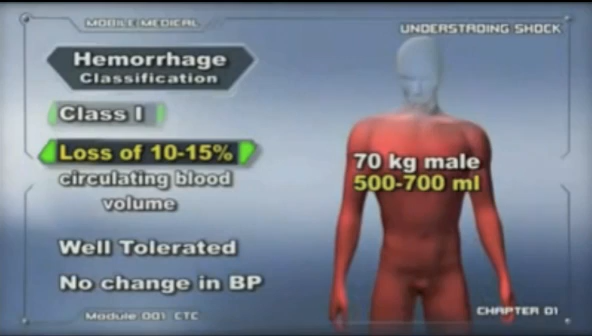 MOBILE MEDICAL
UNDERSTADING SHOCK
Hemorrhage
Classification
Class I
Loss of 10-15%
circulating blood
volume
Well Tolerated
No change in BP
70 kg male
500-700 ml
Module 001 CTC
CHAPTER 01